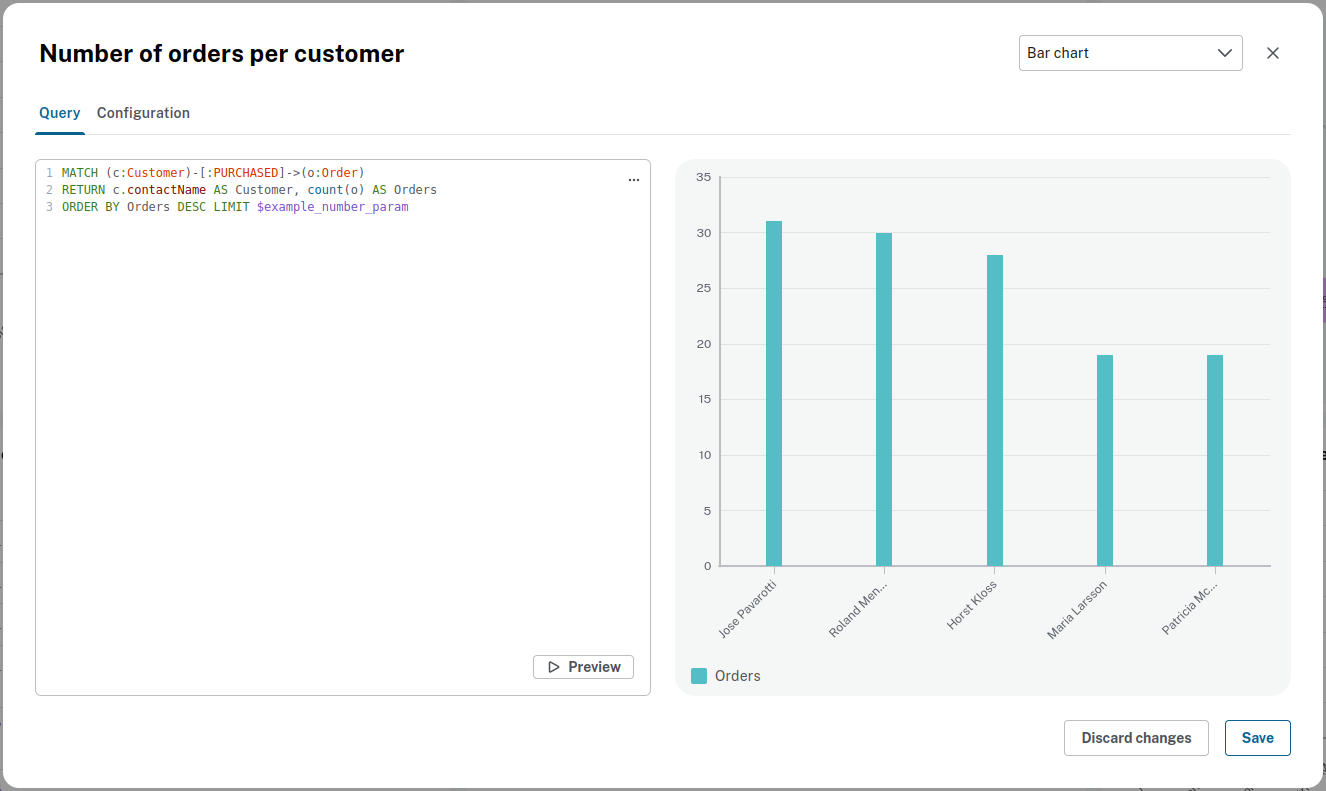 Number of orders per customer
Bar chart
Query Configuration
1 MATCH (c:Customer)-[:PURCHASED]->(o:Order)
2 RETURN c.contactName AS Customer, count(o) AS Orders
3 ORDER BY Orders DESC LIMIT $example_number_param
...
Preview
35
30
25
20
15
10
5
0
Jose Pavarotti
Roland Men...
Horst Kloss
Maria Larsson
Patricia Mc...
Orders
Discard changes
Save